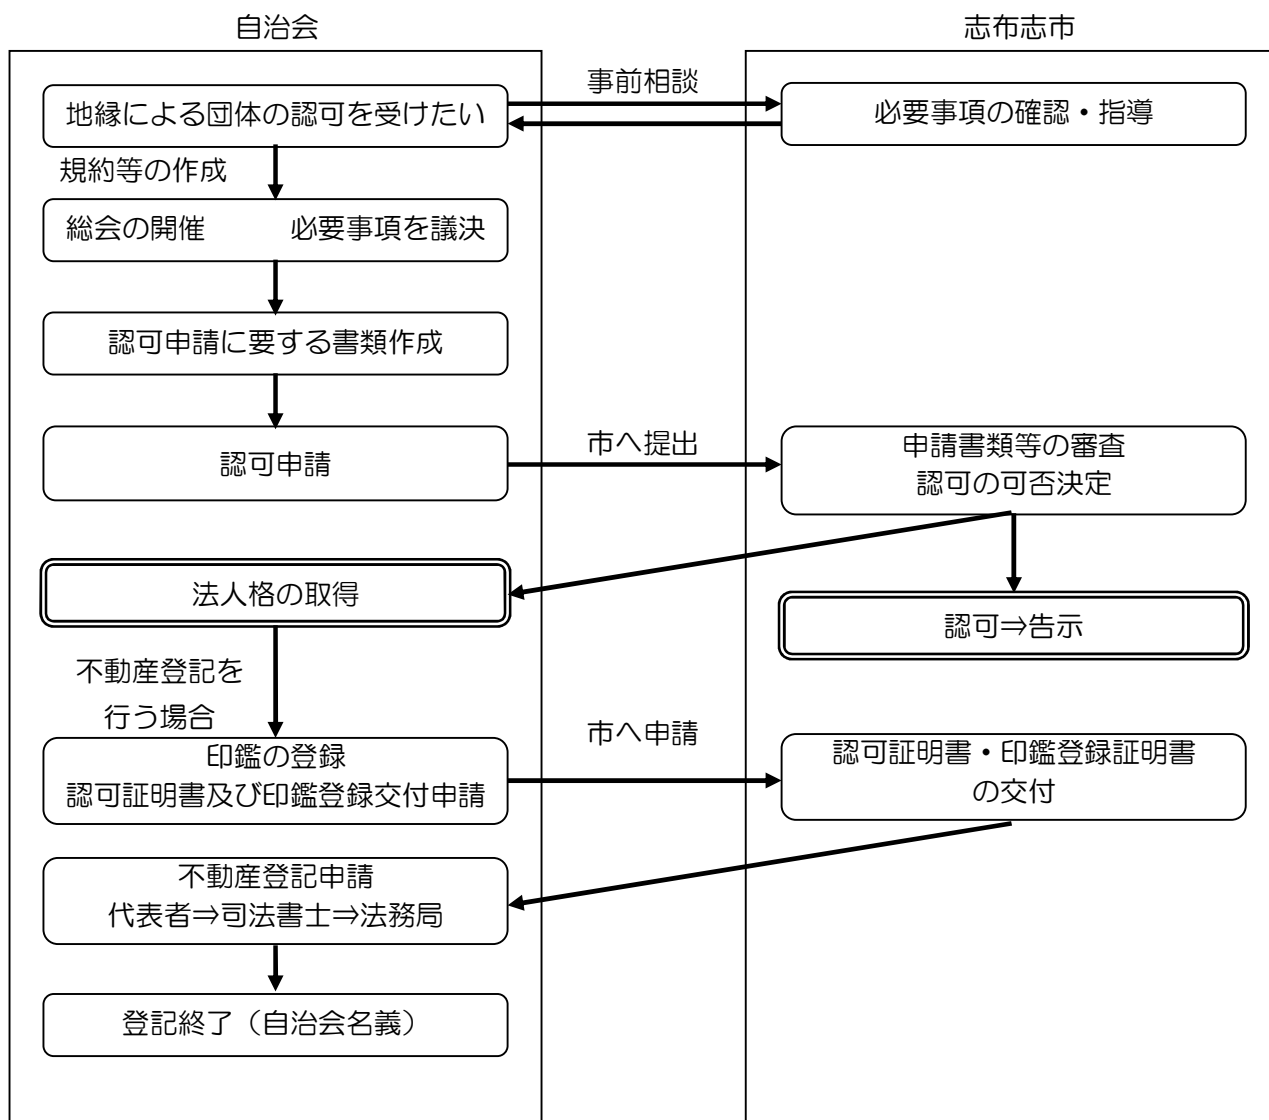 自治会
志布志市
地縁による団体の認可を受けたい
事前相談
必要事項の確認・指導
規約等の作成
総会の開催 必要事項を議決
認可申請に要する書類作成
認可申請
市へ提出
申請書類等の審査
認可の可否決定
法人格の取得
認可⇒告示
不動産登記を
行う場合
印鑑の登録
認可証明書及び印鑑登録交付申請
市へ申請
認可証明書・印鑑登録証明書
の交付
不動産登記申請
代表者⇒司法書士⇒法務局
登記終了（自治会名義）